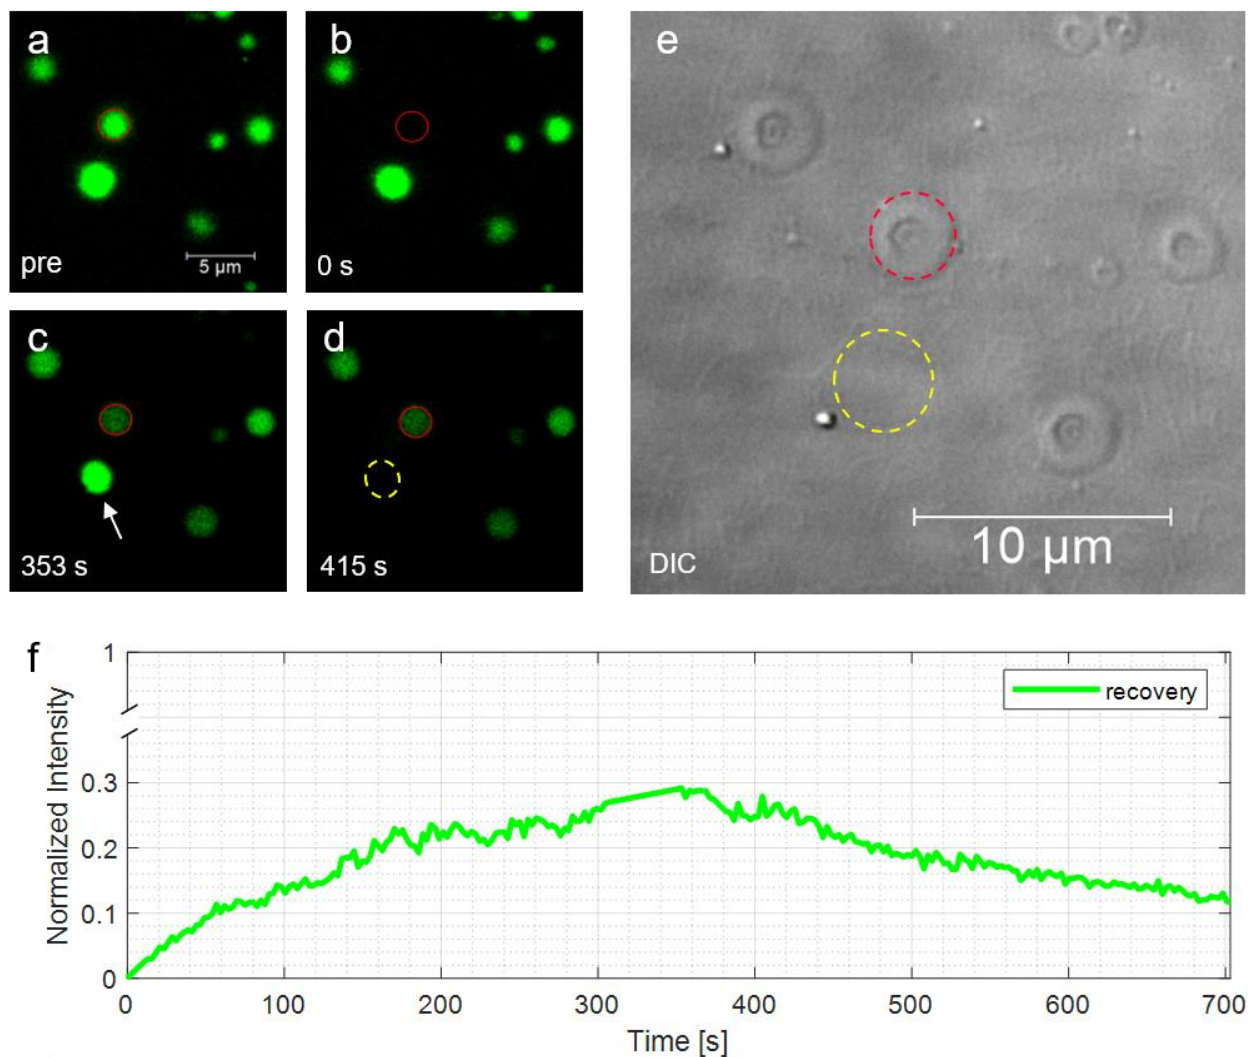 a
pre
5 µm
b
0 s
c
353 s
d
415 s
e
DIC
10 µm
f
Normalized Intensity
1
0.3
0.2
0.1
0
recovery
0 100 200 300 400 500 600 700
Time [s]